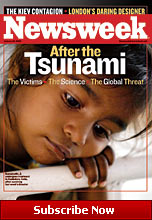 THE KIEV CONTAGION • LONDON'S DARING DESIGNER
Newsweek
After the
Tsunami
The Victims • The Science • The Global Threat
Subscribe Now